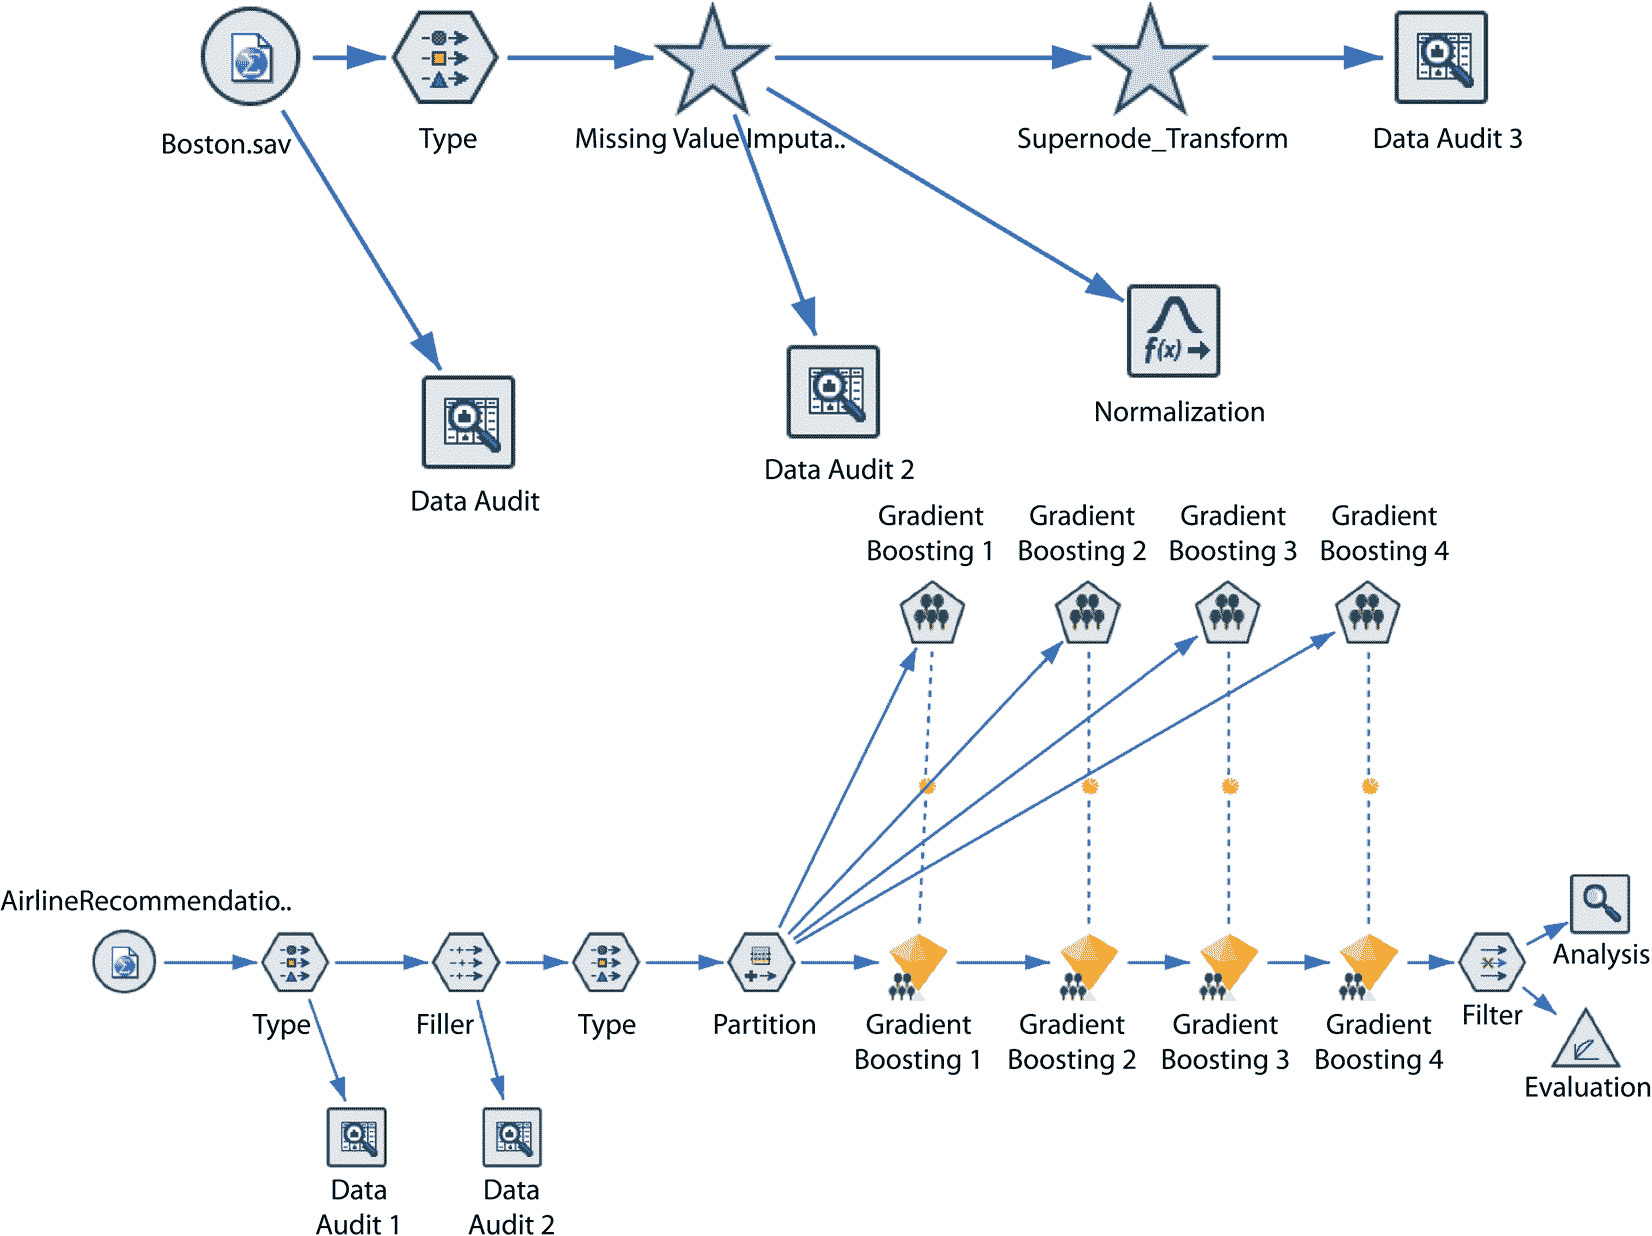 Boston.sav
Type
Missing Value Imputa..
Supernode_Transform
Data Audit 3
f(x)
Normalization
Data Audit 2
Data Audit
Gradient
Boosting 1
Gradient
Boosting 2
Gradient
Boosting 3
Gradient
Boosting 4
AirlineRecommendatio..
Type
Filler
Type
Partition
Gradient
Boosting 1
Gradient
Boosting 2
Gradient
Boosting 3
Gradient
Boosting 4
Filter
Analysis
Evaluation
Data
Audit 1
Data
Audit 2